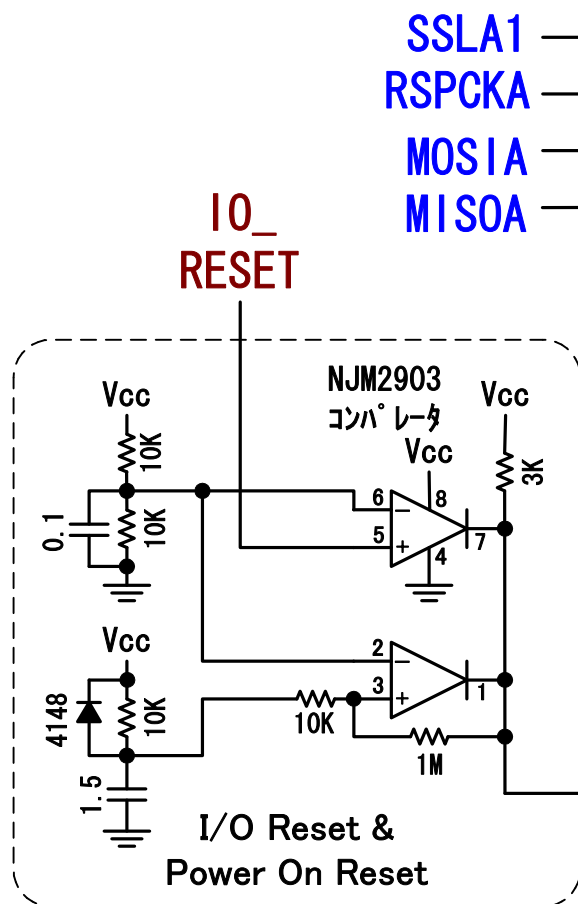 SSLA1
RSPCKA
MOSIA
MISOA
IO_
RESET
NJM2903
コンパレータ
Vcc
Vcc
Vcc
10K
3K
6
8
0.1
10K
5
7
4
Vcc
2
4148
10K
3
1
10K
1M
1.5
I/O Reset &
Power On Reset